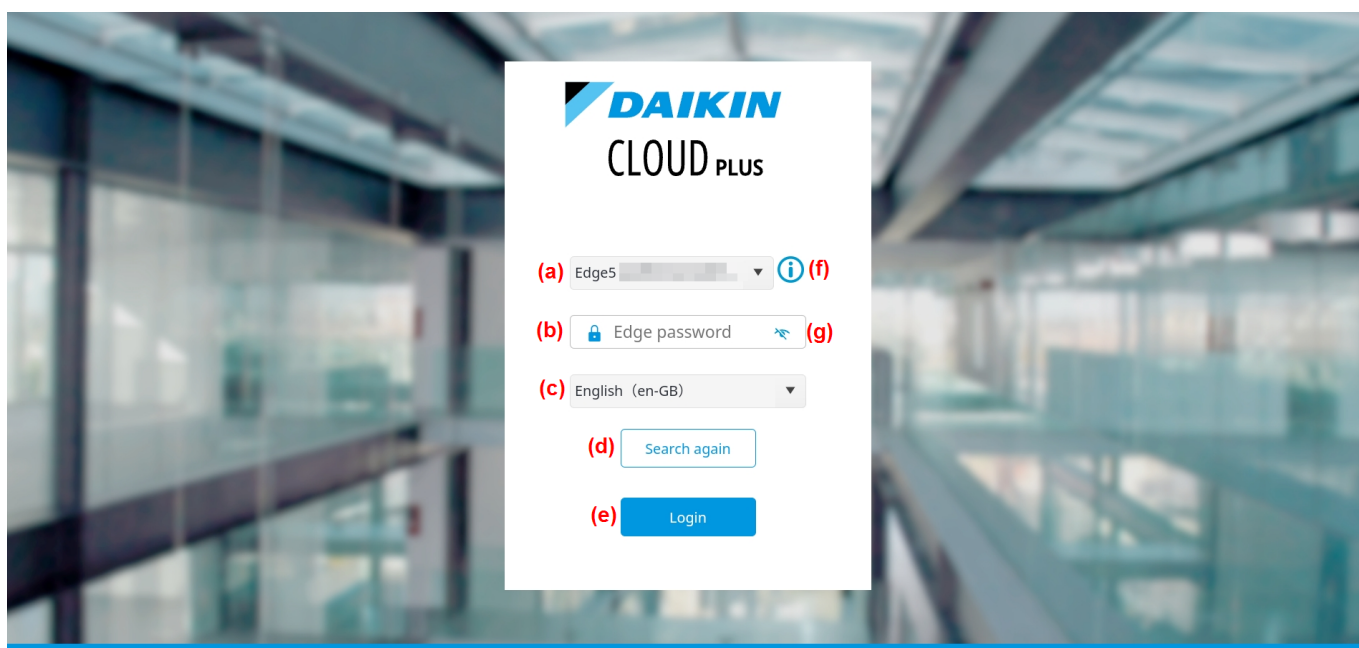 DAIKIN
CLOUD PLUS
(a) Edge5 (f)
(b) Edge password (g)
(c) English（en-GB）
(d) Search again
(e) Login